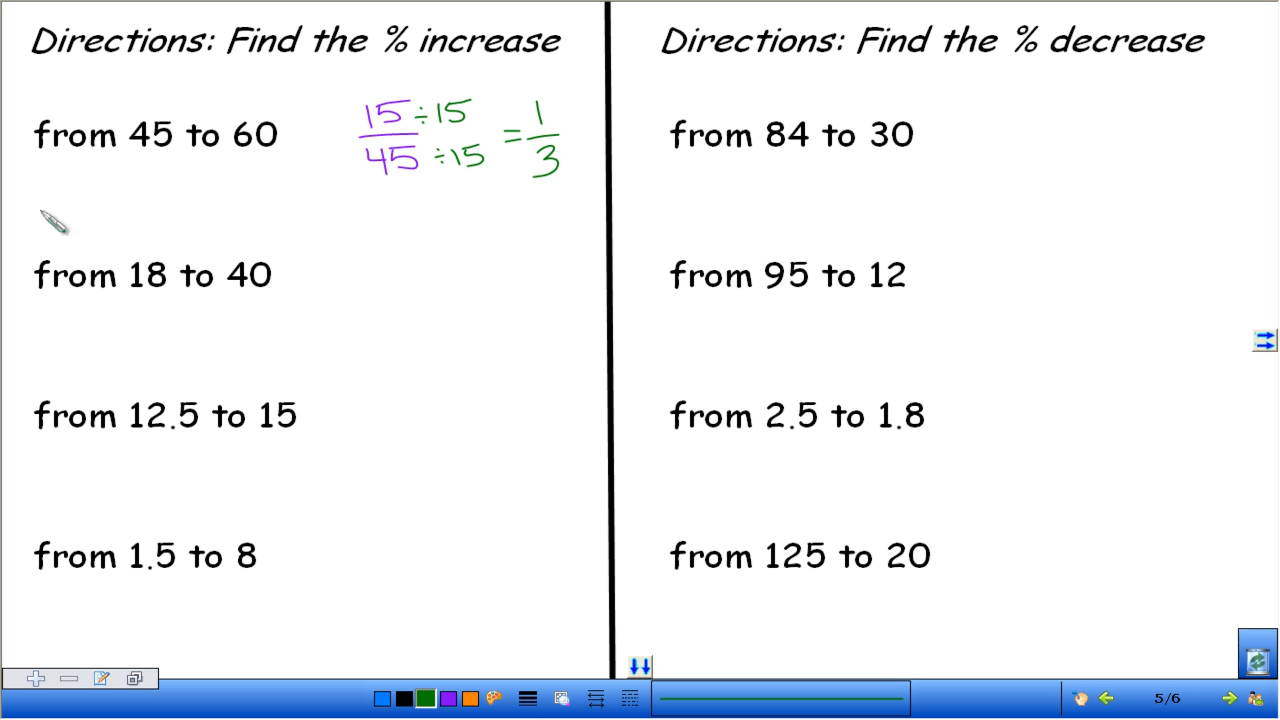 Directions: Find the % increase
from 45 to 60
15 ÷15
45 ÷15
= 1
3
from 18 to 40
from 12.5 to 15
from 1.5 to 8
Directions: Find the % decrease
from 84 to 30
from 95 to 12
from 2.5 to 1.8
from 125 to 20
5/6